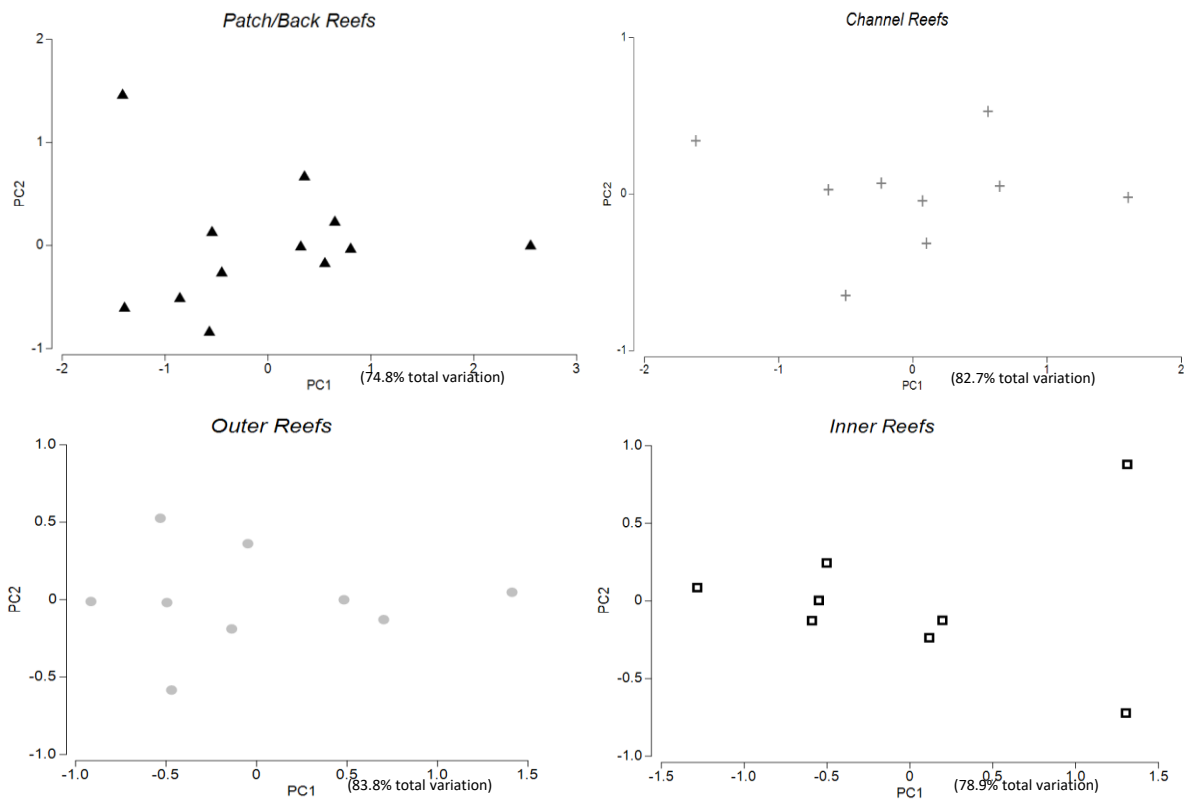 Patch/Back Reefs
2
1
0
-1
PC2
-2
-1
0
1
2
3
PC1
(74.8% total variation)
Channel Reefs
1
0
-1
PC2
-2
-1
0
1
2
PC1
(82.7% total variation)
Outer Reefs
1.0
0.5
0
-0.5
-1.0
PC2
-1.0
-0.5
0
0.5
1.0
1.5
PC1
(83.8% total variation)
Inner Reefs
1.0
0.5
0
-0.5
-1.0
PC2
-1.5
-1.0
-0.5
0
0.5
1.0
1.5
PC1
(78.9% total variation)